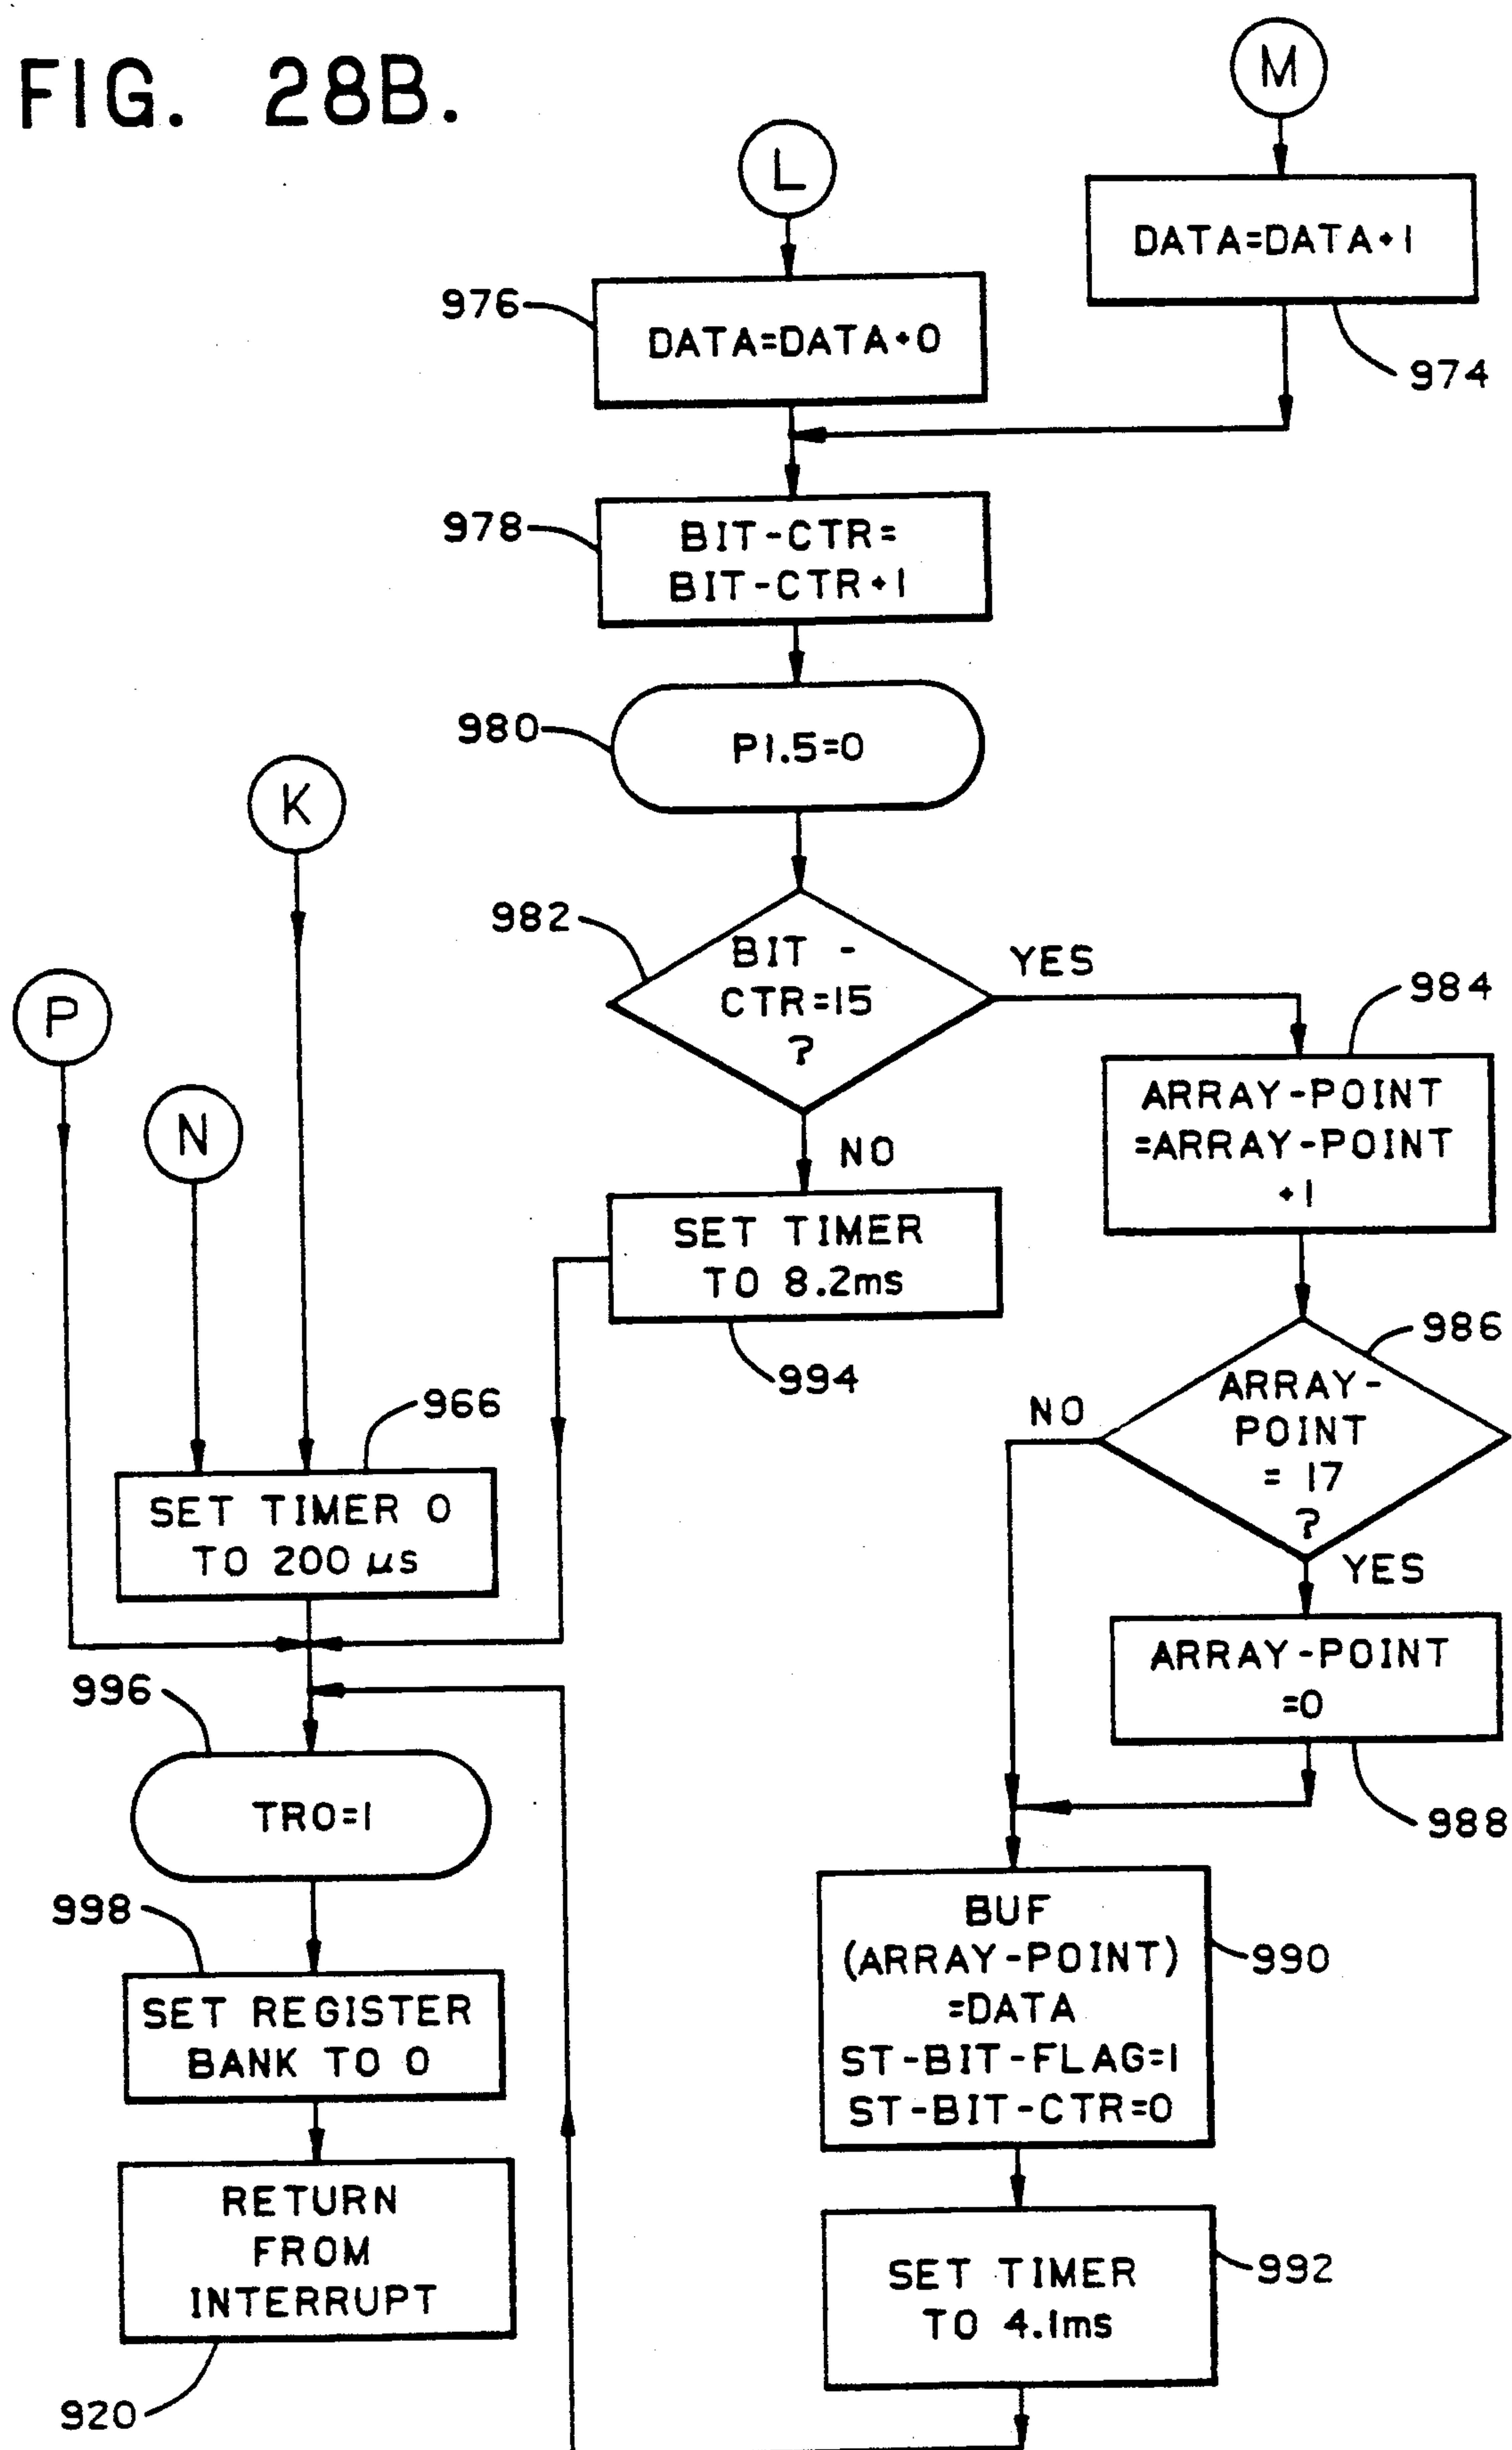 FIG. 28B.
M
L
DATA=DATA+1
974
976
DATA=DATA+0
978
BIT-CTR=
BIT-CTR+1
980
P1.5=0
K
982
BIT -
CTR=15
?
YES
NO
984
ARRAY-POINT
=ARRAY-POINT
+1
P
N
SET TIMER
TO 8.2ms
994
986
ARRAY-
POINT
= 17
?
NO
YES
966
SET TIMER 0
TO 200 µs
ARRAY-POINT
=0
988
996
TR0=1
998
SET REGISTER
BANK TO 0
BUF
(ARRAY-POINT)
=DATA
ST-BIT-FLAG=1
ST-BIT-CTR=0
990
RETURN
FROM
INTERRUPT
920
SET TIMER
TO 4.1ms
992